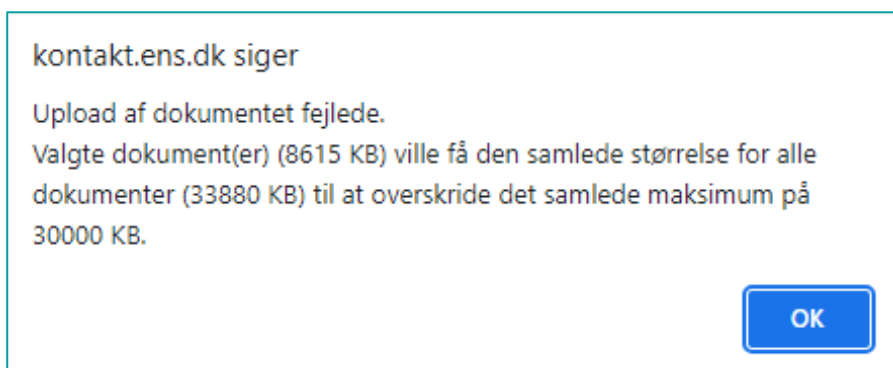 kontakt.ens.dk siger
Upload af dokumentet fejlede.
Valgte dokument(er) (8615 KB) ville få den samlede størrelse for alle
dokumenter (33880 KB) til at overskride det samlede maksimum på
30000 KB.
OK